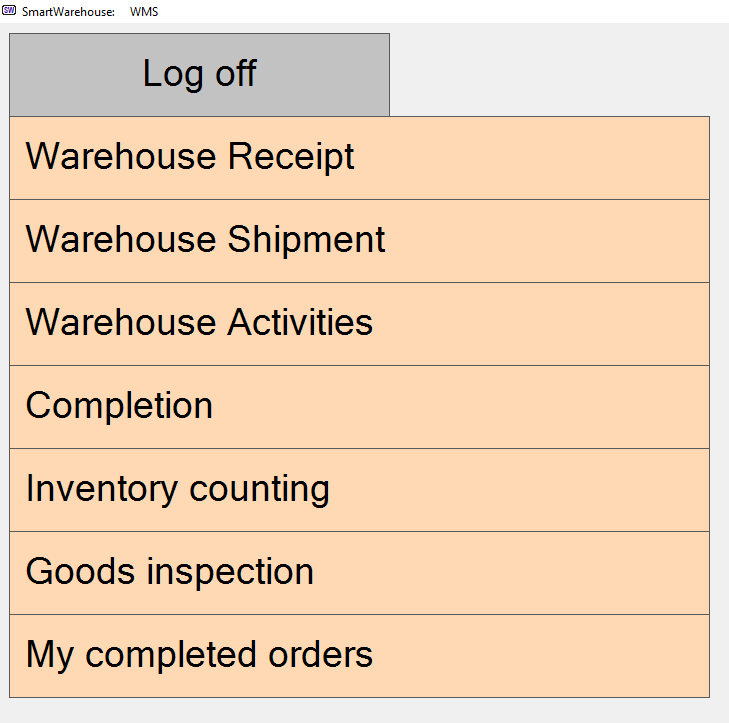 SW SmartWarehouse: WMS
Log off
Warehouse Receipt
Warehouse Shipment
Warehouse Activities
Completion
Inventory counting
Goods inspection
My completed orders